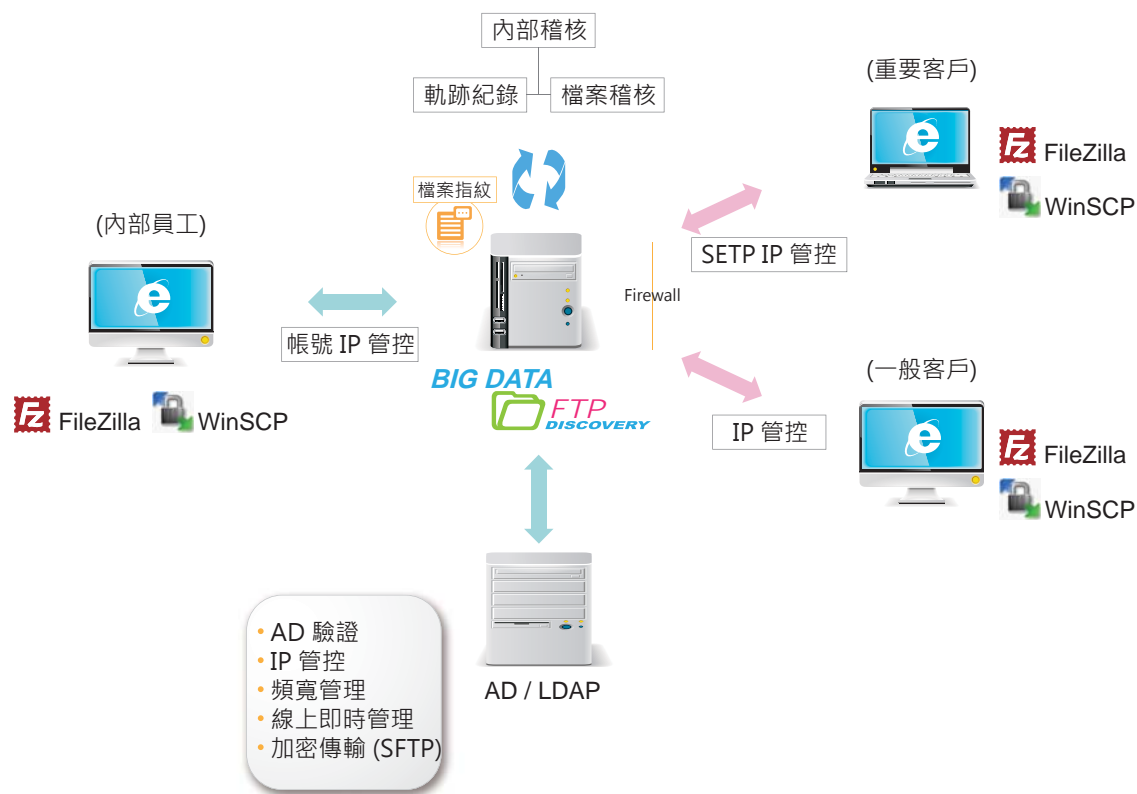 內部稽核
軌跡紀錄
檔案稽核
(重要客戶)
FileZilla
WinSCP
檔案指紋
(內部員工)
SETP IP 管控
Firewall
帳號 IP 管控
BIG DATA
FTP
DISCOVERY
FileZilla
WinSCP
(一般客戶)
IP 管控
FileZilla
WinSCP
AD / LDAP
• AD 驗證
• IP 管控
• 頻寬管理
• 線上即時管理
• 加密傳輸 (SFTP)